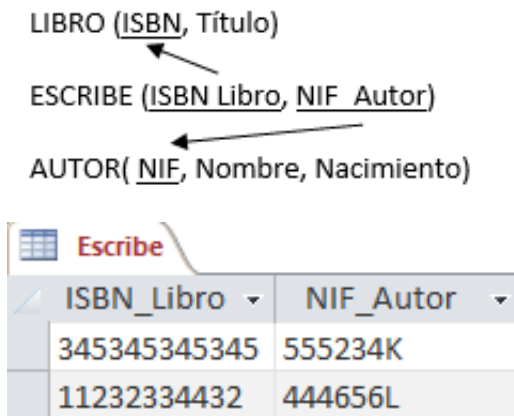 LIBRO (ISBN, Título)
ESCRIBE (ISBN Libro, NIF Autor)
AUTOR( NIF, Nombre, Nacimiento)
Escribe
ISBN_Libro NIF_Autor
345345345345 555234K
11232334432 444656L